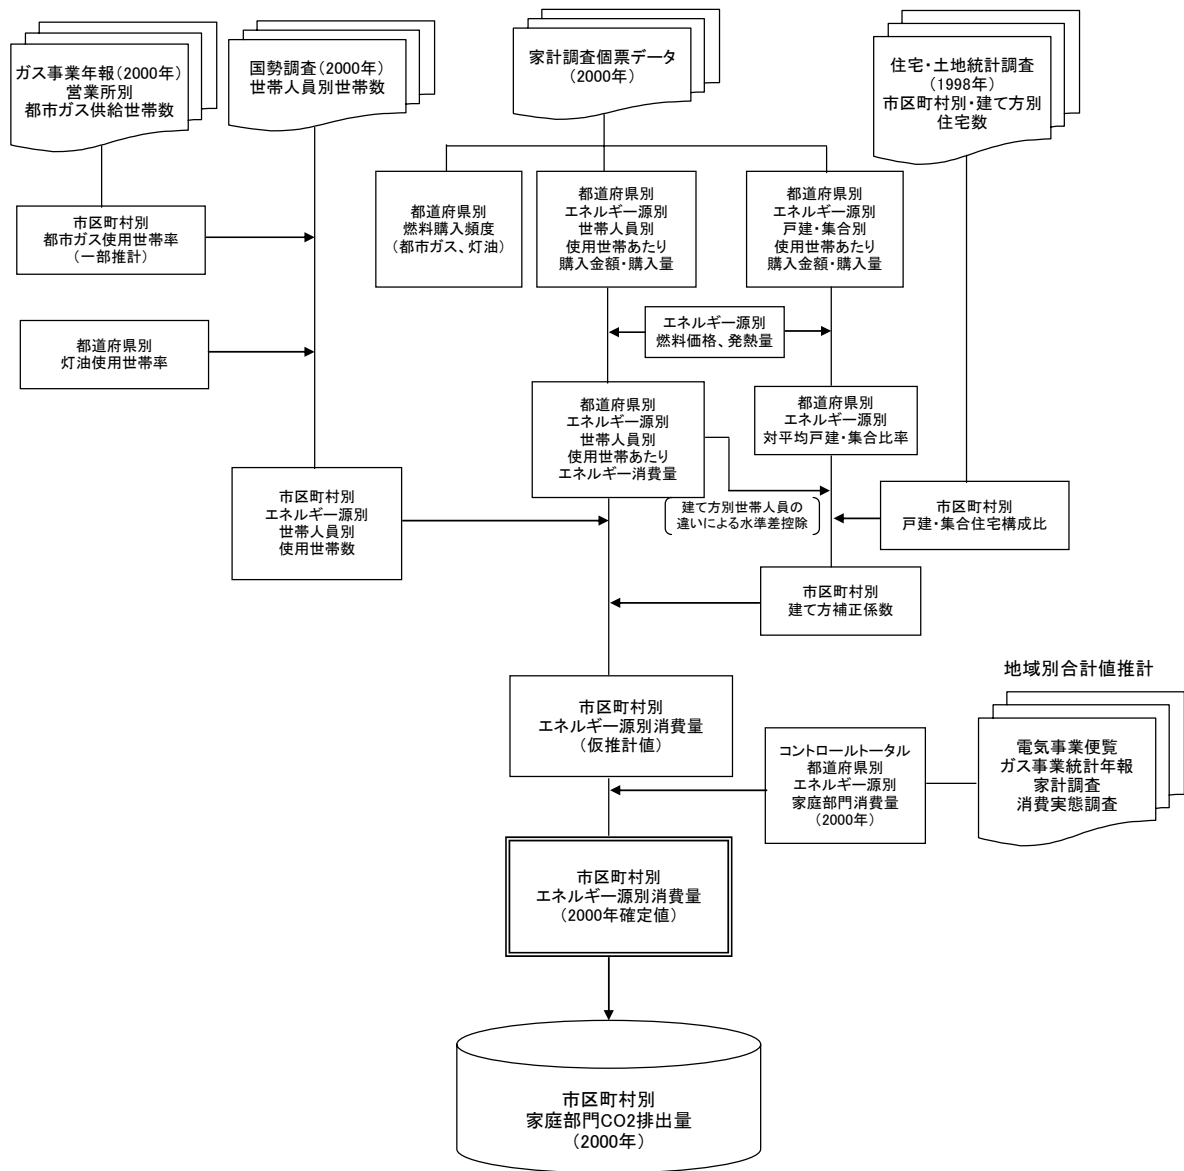 ガス事業年報（2000年）
営業所別
都市ガス供給世帯数
国勢調査（2000年）
世帯人員別世帯数
家計調査個票データ
（2000年）
住宅・土地統計調査
（1998年）
市区町村別・建て方別
住宅数
市区町村別
都市ガス使用世帯率
（一部推計）
都道府県別
燃料購入頻度
（都市ガス、灯油）
都道府県別
エネルギー源別
世帯人員別
使用世帯あたり
購入金額・購入量
都道府県別
エネルギー源別
戸建・集合別
使用世帯あたり
購入金額・購入量
都道府県別
灯油使用世帯率
エネルギー源別
燃料価格、発熱量
都道府県別
エネルギー源別
世帯人員別
使用世帯あたり
エネルギー消費量
都道府県別
エネルギー源別
対平均戸建・集合比率
市区町村別
エネルギー源別
世帯人員別
使用世帯数
建て方別世帯人員の
違いによる水準差控除
市区町村別
戸建・集合住宅構成比
市区町村別
建て方補正係数
地域別合計値推計
市区町村別
エネルギー源別消費量
（仮推計値）
コントロールトータル
都道府県別
エネルギー源別
家庭部門消費量
（2000年）
電気事業便覧
ガス事業統計年報
家計調査
消費実態調査
市区町村別
エネルギー源別消費量
（2000年確定値）
市区町村別
家庭部門CO2排出量
（2000年）